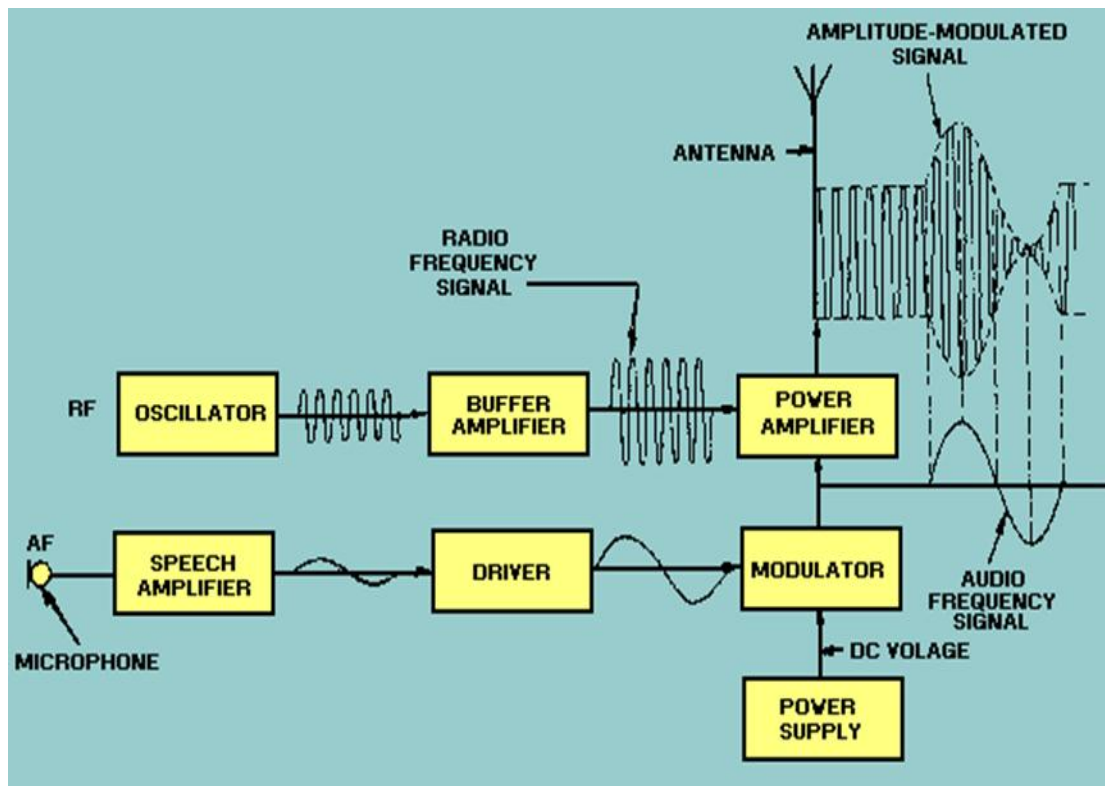 AMPLITUDE-MODULATED
SIGNAL
ANTENNA
RADIO
FREQUENCY
SIGNAL
RF
OSCILLATOR
BUFFER
AMPLIFIER
POWER
AMPLIFIER
AF
SPEECH
AMPLIFIER
DRIVER
MODULATOR
AUDIO
FREQUENCY
SIGNAL
MICROPHONE
DC VOLAGE
POWER
SUPPLY